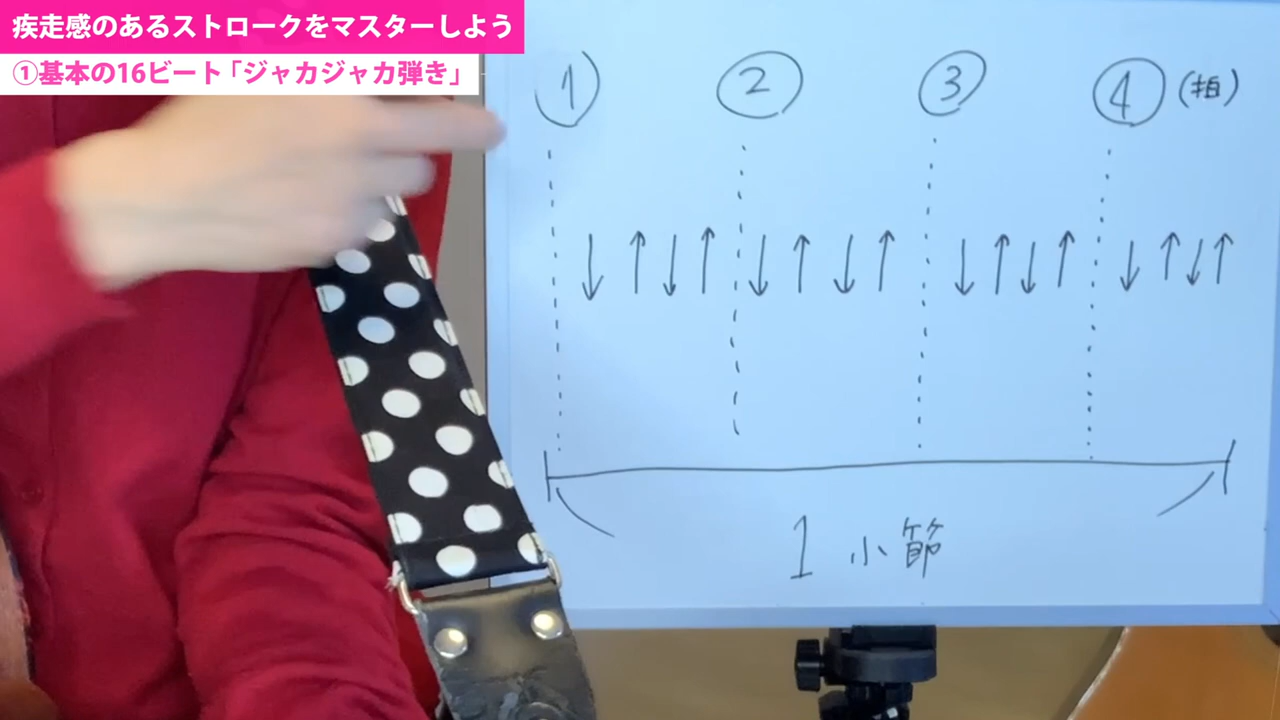 疾走感のあるストロークをマスターしよう
①基本の16ビート「ジャカジャカ弾き」
① ② ③ ④ (拍)
↓ ↑ ↓ ↑ ↓ ↑ ↓ ↑ ↓ ↑ ↓ ↑ ↓ ↑ ↓ ↑
1小節